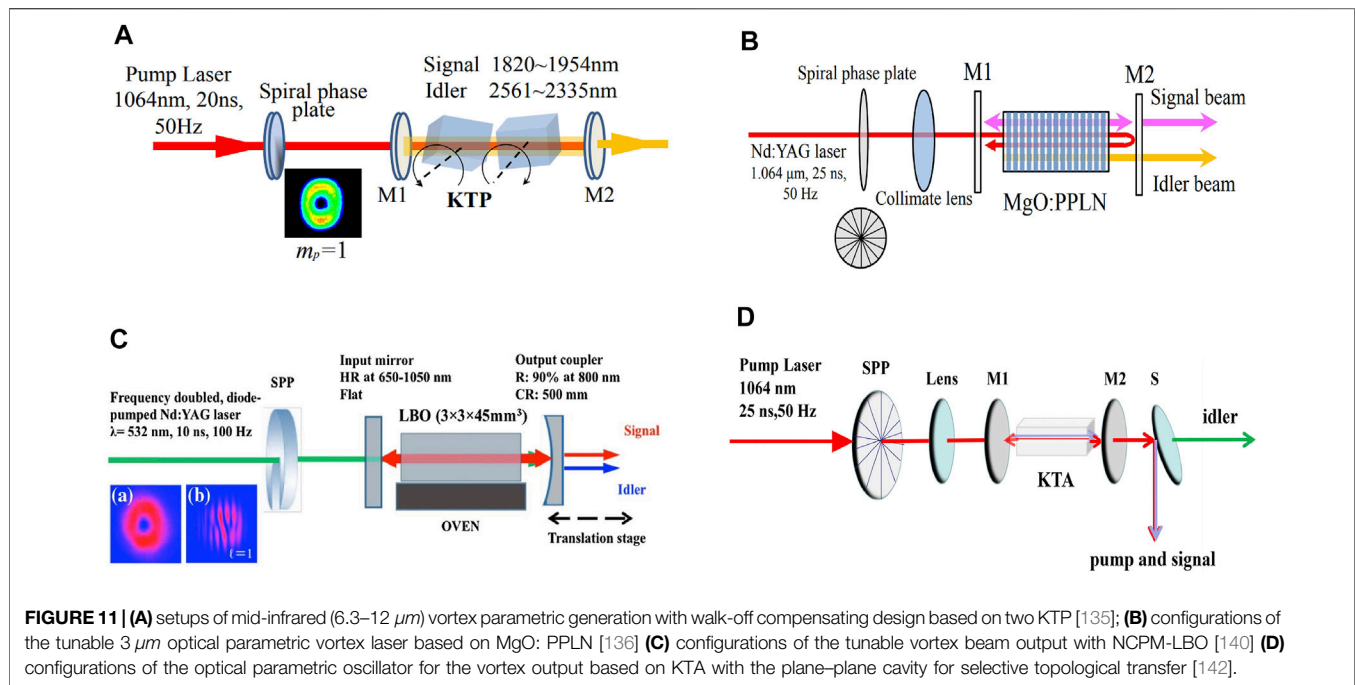 A
Pump Laser
1064nm, 20ns,
50Hz
Spiral phase
plate
Signal 1820~1954nm
Idler 2561~2335nm
M1
KTP
M2
mp=1
B
Spiral phase plate
M1
M2
Signal beam
Nd:YAG laser
1.064 µm, 25 ns,
50 Hz
Collimate lens
MgO:PPLN
Idler beam
C
Frequency doubled, diode-
pumped Nd:YAG laser
λ= 532 nm, 10 ns, 100 Hz
SPP
Input mirror
HR at 650-1050 nm
Flat
LBO (3×3×45mm³)
Output coupler
R: 90% at 800 nm
CR: 500 mm
Signal
Idler
OVEN
Translation stage
(a)
(b)
ℓ=1
D
Pump Laser
1064 nm
25 ns,50 Hz
SPP
Lens
M1
M2
S
idler
KTA
pump and signal
FIGURE 11 | (A) setups of mid-infrared (6.3–12 µm) vortex parametric generation with walk-off compensating design based on two KTP [135]; (B) configurations of
the tunable 3 µm optical parametric vortex laser based on MgO: PPLN [136] (C) configurations of the tunable vortex beam output with NCPM-LBO [140] (D)
configurations of the optical parametric oscillator for the vortex output based on KTA with the plane–plane cavity for selective topological transfer [142].